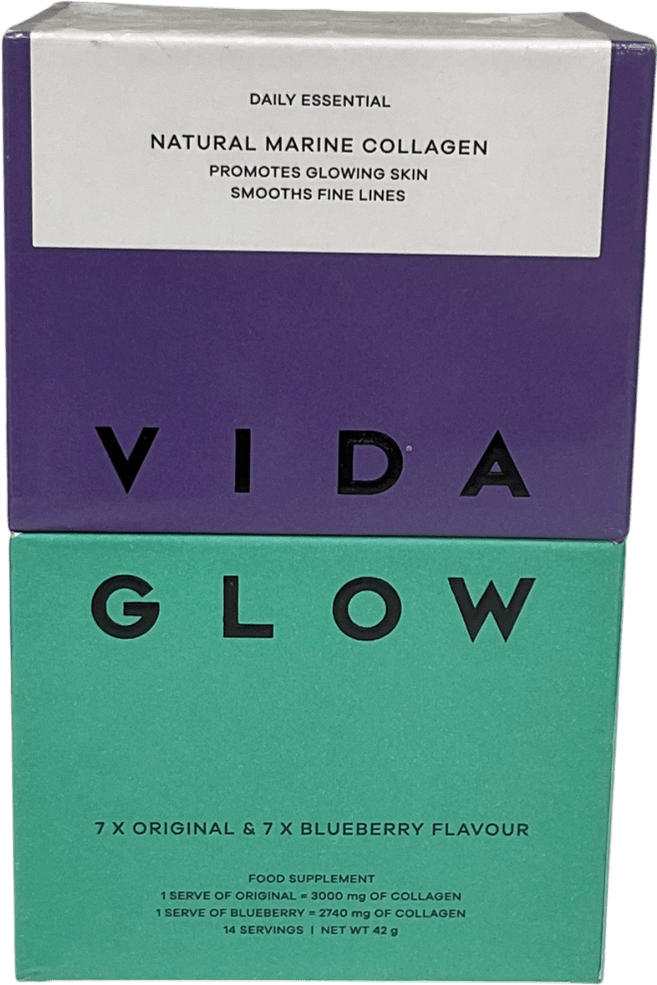 DAILY ESSENTIAL
NATURAL MARINE COLLAGEN
PROMOTES GLOWING SKIN
SMOOTHS FINE LINES
VIDA
GLOW
7 X ORIGINAL & 7 X BLUEBERRY FLAVOUR
FOOD SUPPLEMENT
1 SERVE OF ORIGINAL = 3000 mg OF COLLAGEN
1 SERVE OF BLUEBERRY = 2740 mg OF COLLAGEN
14 SERVINGS | NET WT 42 g